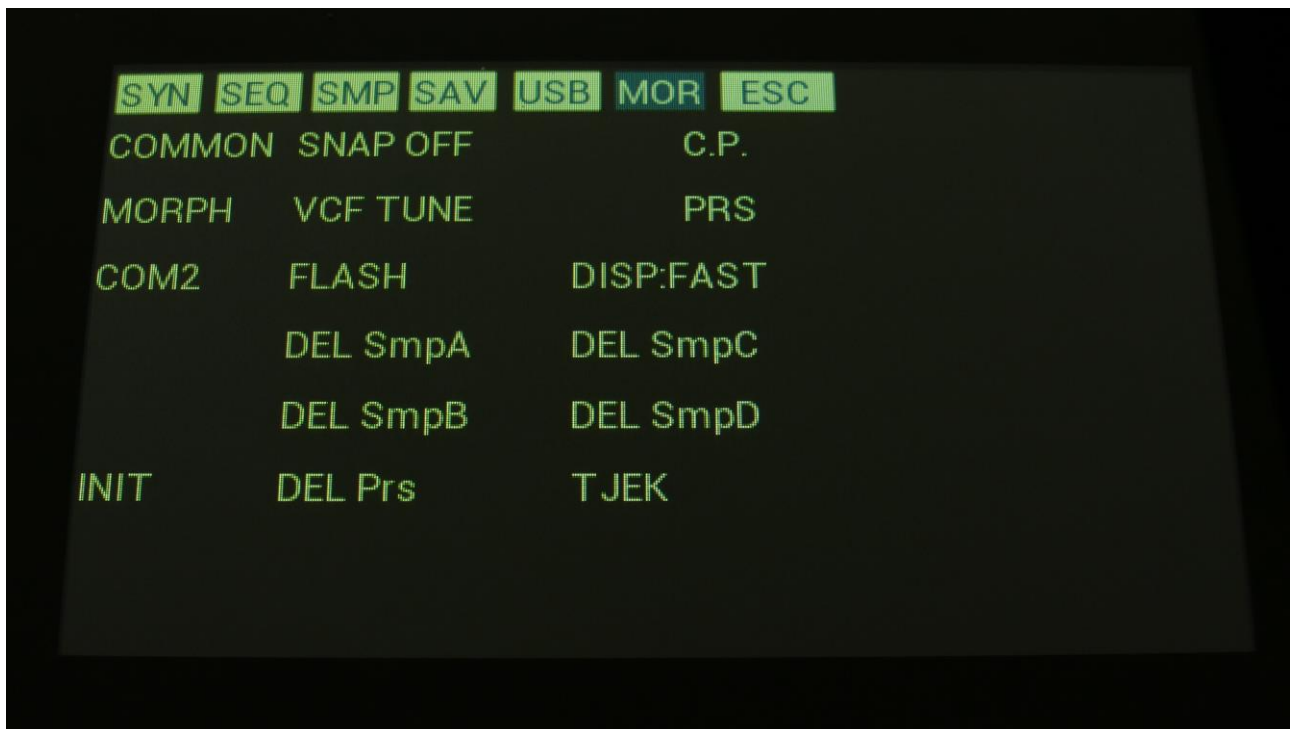 SYN SEQ SMP SAV USB MOR ESC
COMMON SNAP OFF C.P.
MORPH VCF TUNE PRS
COM2 FLASH DISP:FAST
DEL SmpA DEL SmpC
DEL SmpB DEL SmpD
INIT DEL Prs TJEK